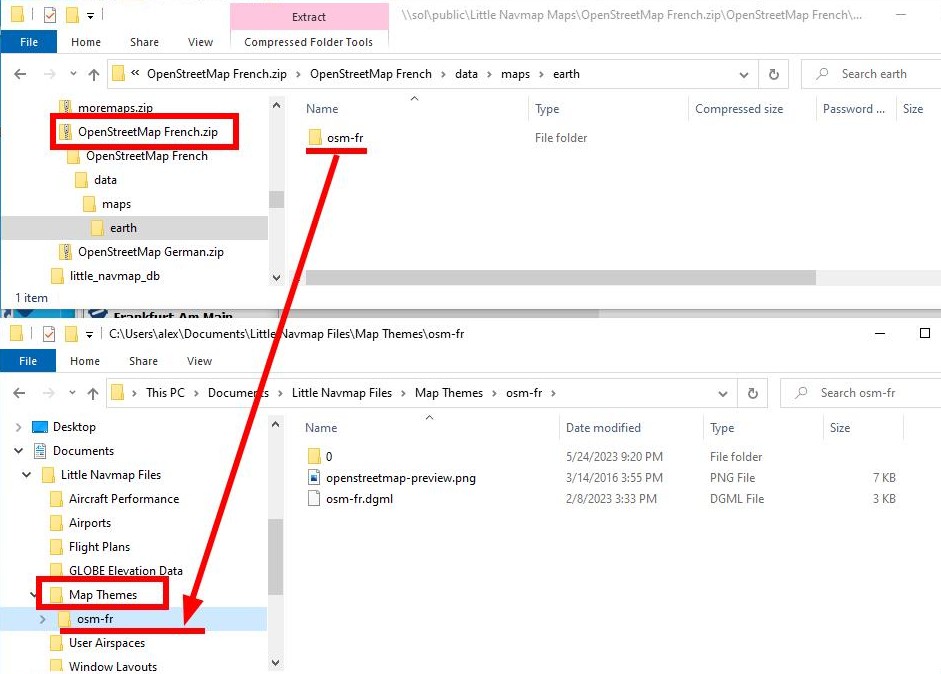 Extract
\\sol\public\Little Navmap Maps\OpenStreetMap French.zip\OpenStreetMap French\...
File Home Share View Compressed Folder Tools
« OpenStreetMap French.zip > OpenStreetMap French > data > maps > earth
Search earth
moremaps.zip
OpenStreetMap French.zip
OpenStreetMap French
data
maps
earth
OpenStreetMap German.zip
little_navmap_db
Name Type Compressed size Password ... Size
osm-fr File folder
1 item
Frankfurt Am Main
C:\Users\alex\Documents\Little Navmap Files\Map Themes\osm-fr
File Home Share View
> This PC > Documents > Little Navmap Files > Map Themes > osm-fr >
Search osm-fr
Desktop
Documents
Little Navmap Files
Aircraft Performance
Airports
Flight Plans
GLOBE Elevation Data
Map Themes
osm-fr
User Airspaces
Window Layouts
Name Date modified Type Size
0 5/24/2023 9:20 PM File folder
openstreetmap-preview.png 3/14/2016 3:55 PM PNG File 7 KB
osm-fr.dgml 2/8/2023 3:33 PM DGML File 3 KB